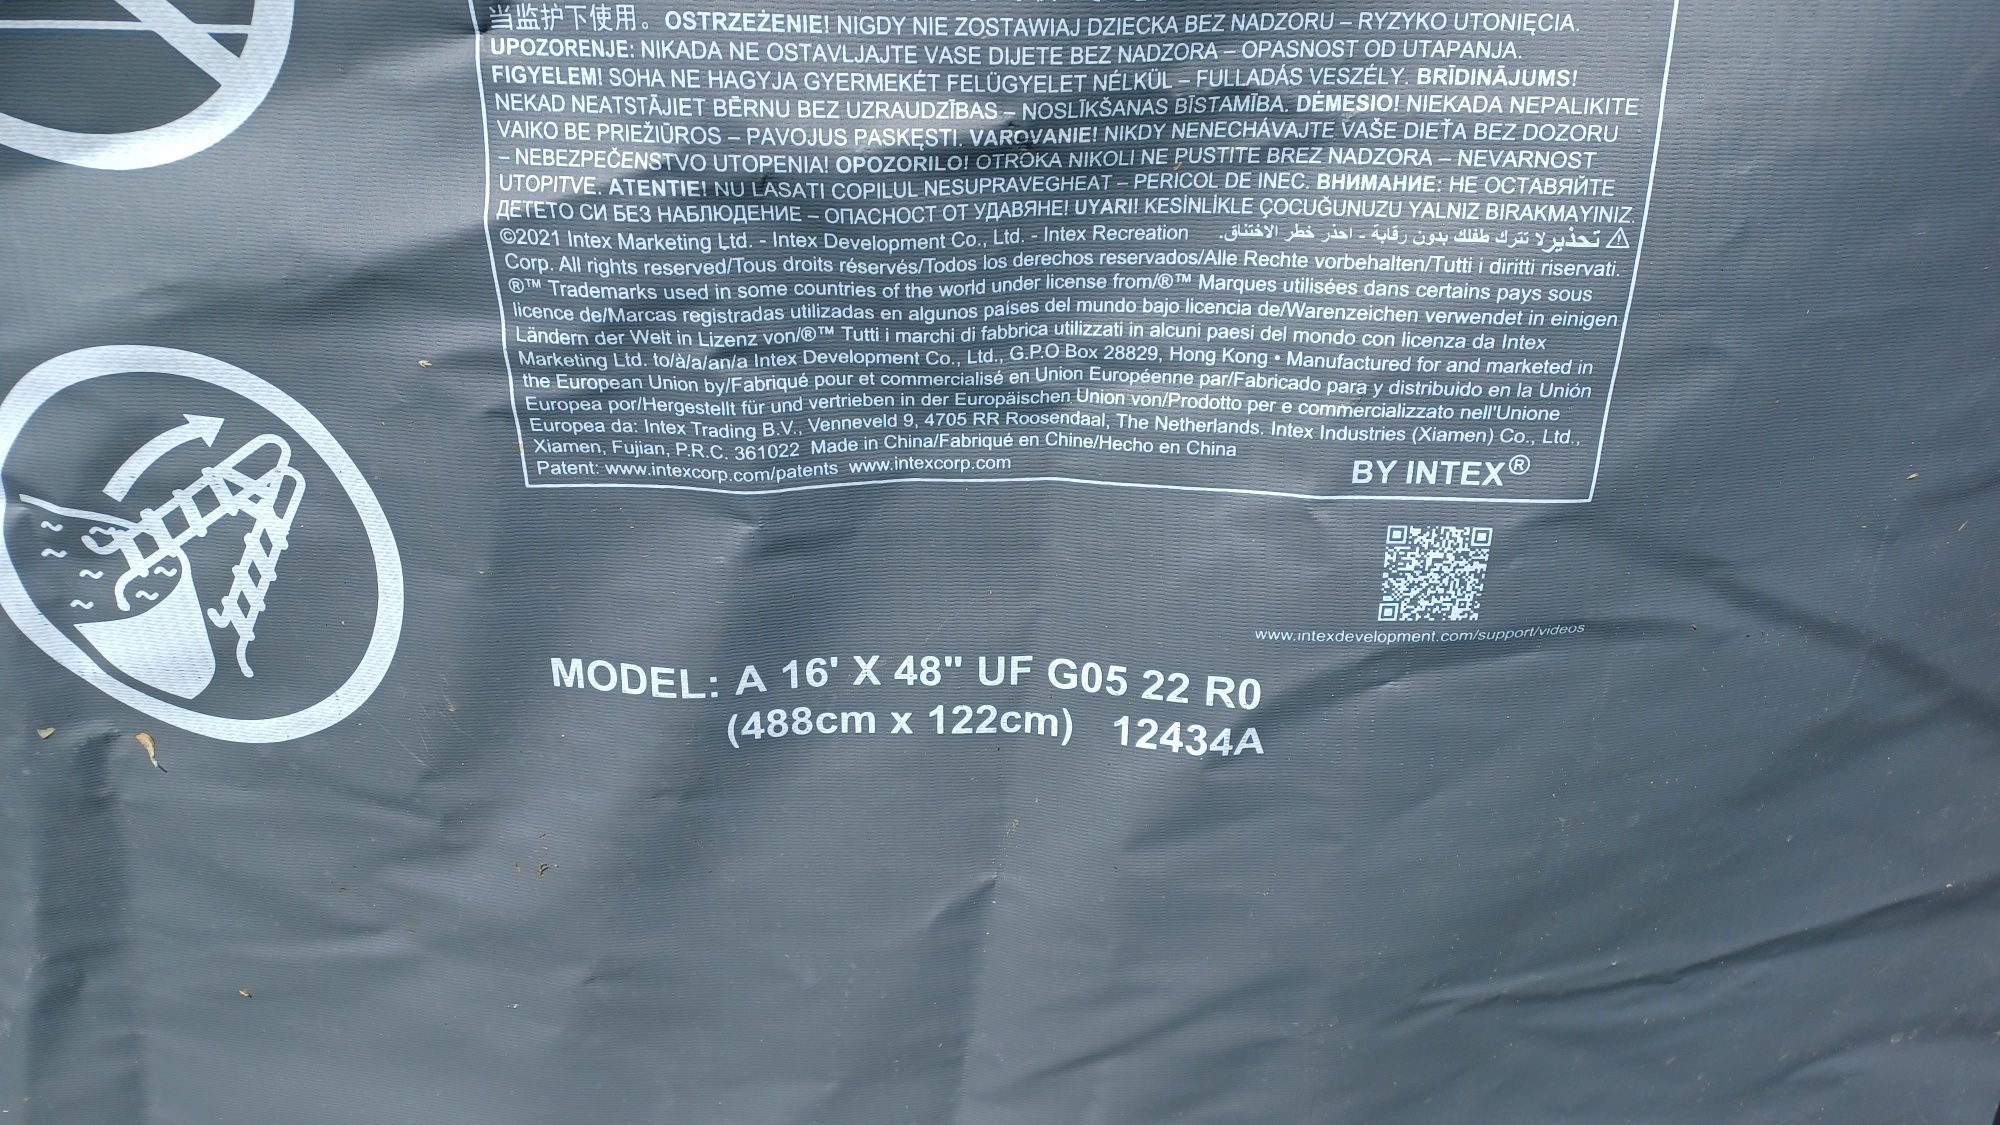 当监护下使用。 OSTRZEŻENIE! NIGDY NIE ZOSTAWIAJ DZIECKA BEZ NADZORU – RYZYKO UTONIĘCIA.
UPOZORENJE: NIKADA NE OSTAVLJAJTE VASE DIJETE BEZ NADZORA – OPASNOST OD UTAPANJA.
FIGYELEM! SOHA NE HAGYJA GYERMEKÉT FELÜGYELET NÉLKÜL – FULLADÁS VESZÉLY. BRĪDINĀJUMS!
NEKAD NEATSTĀJIET BĒRNU BEZ UZRAUDZĪBAS – NOSLĪKŠANAS BĪSTAMĪBA. DĖMESIO! NIEKADA NEPALIKITE
VAIKO BE PRIEŽIŪROS – PAVOJUS PASKĘSTI. VAROVANIE! NIKDY NENECHÁVAJTE VAŠE DIEŤA BEZ DOZORU
– NEBEZPEČENSTVO UTOPENIA! OPOZORILO! OTROKA NIKOLI NE PUSTITE BREZ NADZORA – NEVARNOST
UTOPITVE. ATENTIE! NU LASATI COPILUL NESUPRAVEGHEAT – PERICOL DE INEC. ВНИМАНИЕ: НЕ ОСТАВЯЙТЕ
ДЕТЕТО СИ БЕЗ НАБЛЮДЕНИЕ – ОПАСНОСТ ОТ УДАВЯНЕ! UYARI! KESİNLİKLE ÇOCUĞUNUZU YALNIZ BIRAKMAYINIZ.
⚠ تحذير لا تترك طفلك بدون رقابة - احذر خطر الاختناق.
©2021 Intex Marketing Ltd. - Intex Development Co., Ltd. - Intex Recreation
Corp. All rights reserved/Tous droits réservés/Todos los derechos reservados/Alle Rechte vorbehalten/Tutti i diritti riservati.
®™ Trademarks used in some countries of the world under license from/®™ Marques utilisées dans certains pays sous
licence de/Marcas registradas utilizadas en algunos países del mundo bajo licencia de/Warenzeichen verwendet in einigen
Ländern der Welt in Lizenz von/®™ Tutti i marchi di fabbrica utilizzati in alcuni paesi del mondo con licenza da Intex
Marketing Ltd. to/à/a/an/a Intex Development Co., Ltd., G.P.O Box 28829, Hong Kong • Manufactured for and marketed in
the European Union by/Fabriqué pour et commercialisé en Union Européenne par/Fabricado para y distribuido en la Unión
Europea por/Hergestellt für und vertrieben in der Europäischen Union von/Prodotto per e commercializzato nell'Unione
Europea da: Intex Trading B.V., Venneveld 9, 4705 RR Roosendaal, The Netherlands. Intex Industries (Xiamen) Co., Ltd.,
Xiamen, Fujian, P.R.C. 361022 Made in China/Fabriqué en Chine/Hecho en China
Patent: www.intexcorp.com/patents www.intexcorp.com
BY INTEX®
www.intexdevelopment.com/support/videos
MODEL: A 16' X 48" UF G05 22 R0
(488cm x 122cm) 12434A